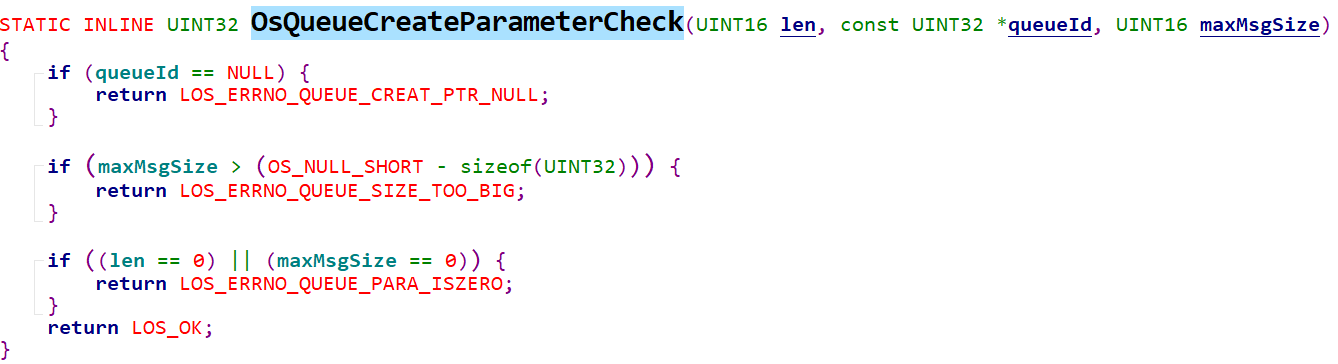 STATIC INLINE UINT32 OsQueueCreateParameterCheck(UINT16 len, const UINT32 *queueId, UINT16 maxMsgSize)
{
    if (queueId == NULL) {
        return LOS_ERRNO_QUEUE_CREAT_PTR_NULL;
    }

    if (maxMsgSize > (OS_NULL_SHORT - sizeof(UINT32))) {
        return LOS_ERRNO_QUEUE_SIZE_TOO_BIG;
    }

    if ((len == 0) || (maxMsgSize == 0)) {
        return LOS_ERRNO_QUEUE_PARA_ISZERO;
    }
    return LOS_OK;
}